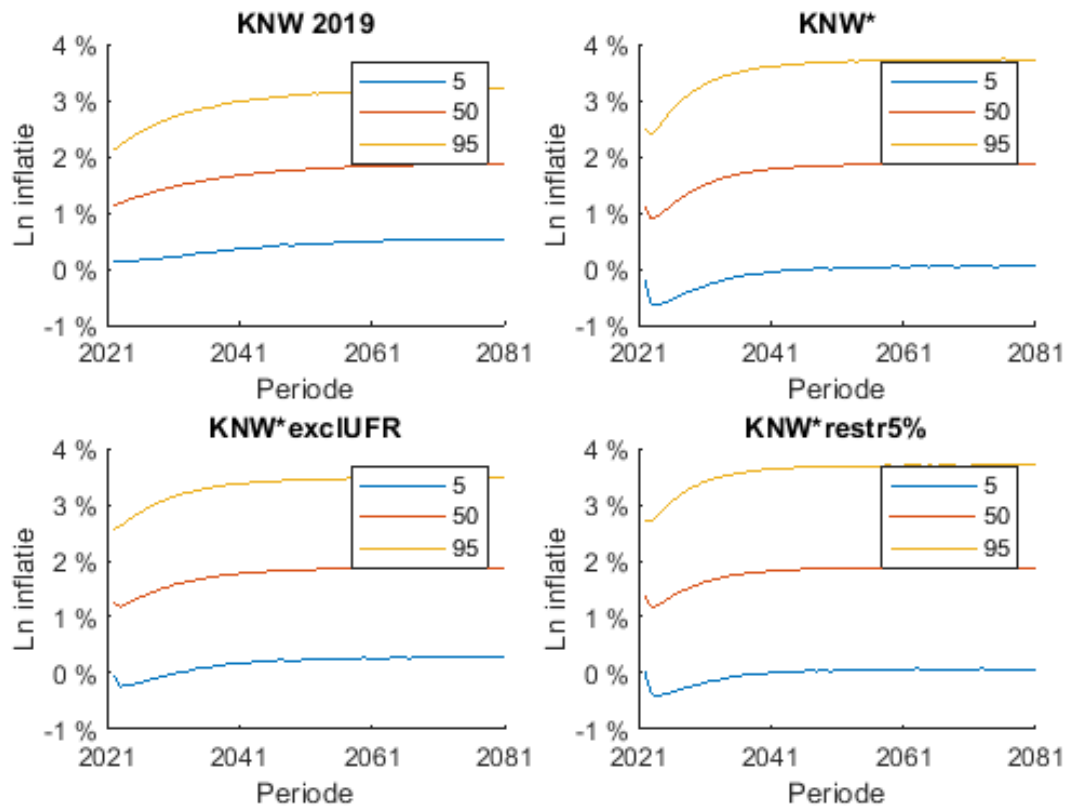 KNW 2019
4 %
3 %
2 %
1 %
0 %
-1 %
Ln inflatie
2021 2041 2061 2081
Periode
5
50
95
KNW*
4 %
3 %
2 %
1 %
0 %
-1 %
Ln inflatie
2021 2041 2061 2081
Periode
5
50
95
KNW*exclUFR
4 %
3 %
2 %
1 %
0 %
-1 %
Ln inflatie
2021 2041 2061 2081
Periode
5
50
95
KNW*restr5%
4 %
3 %
2 %
1 %
0 %
-1 %
Ln inflatie
2021 2041 2061 2081
Periode
5
50
95